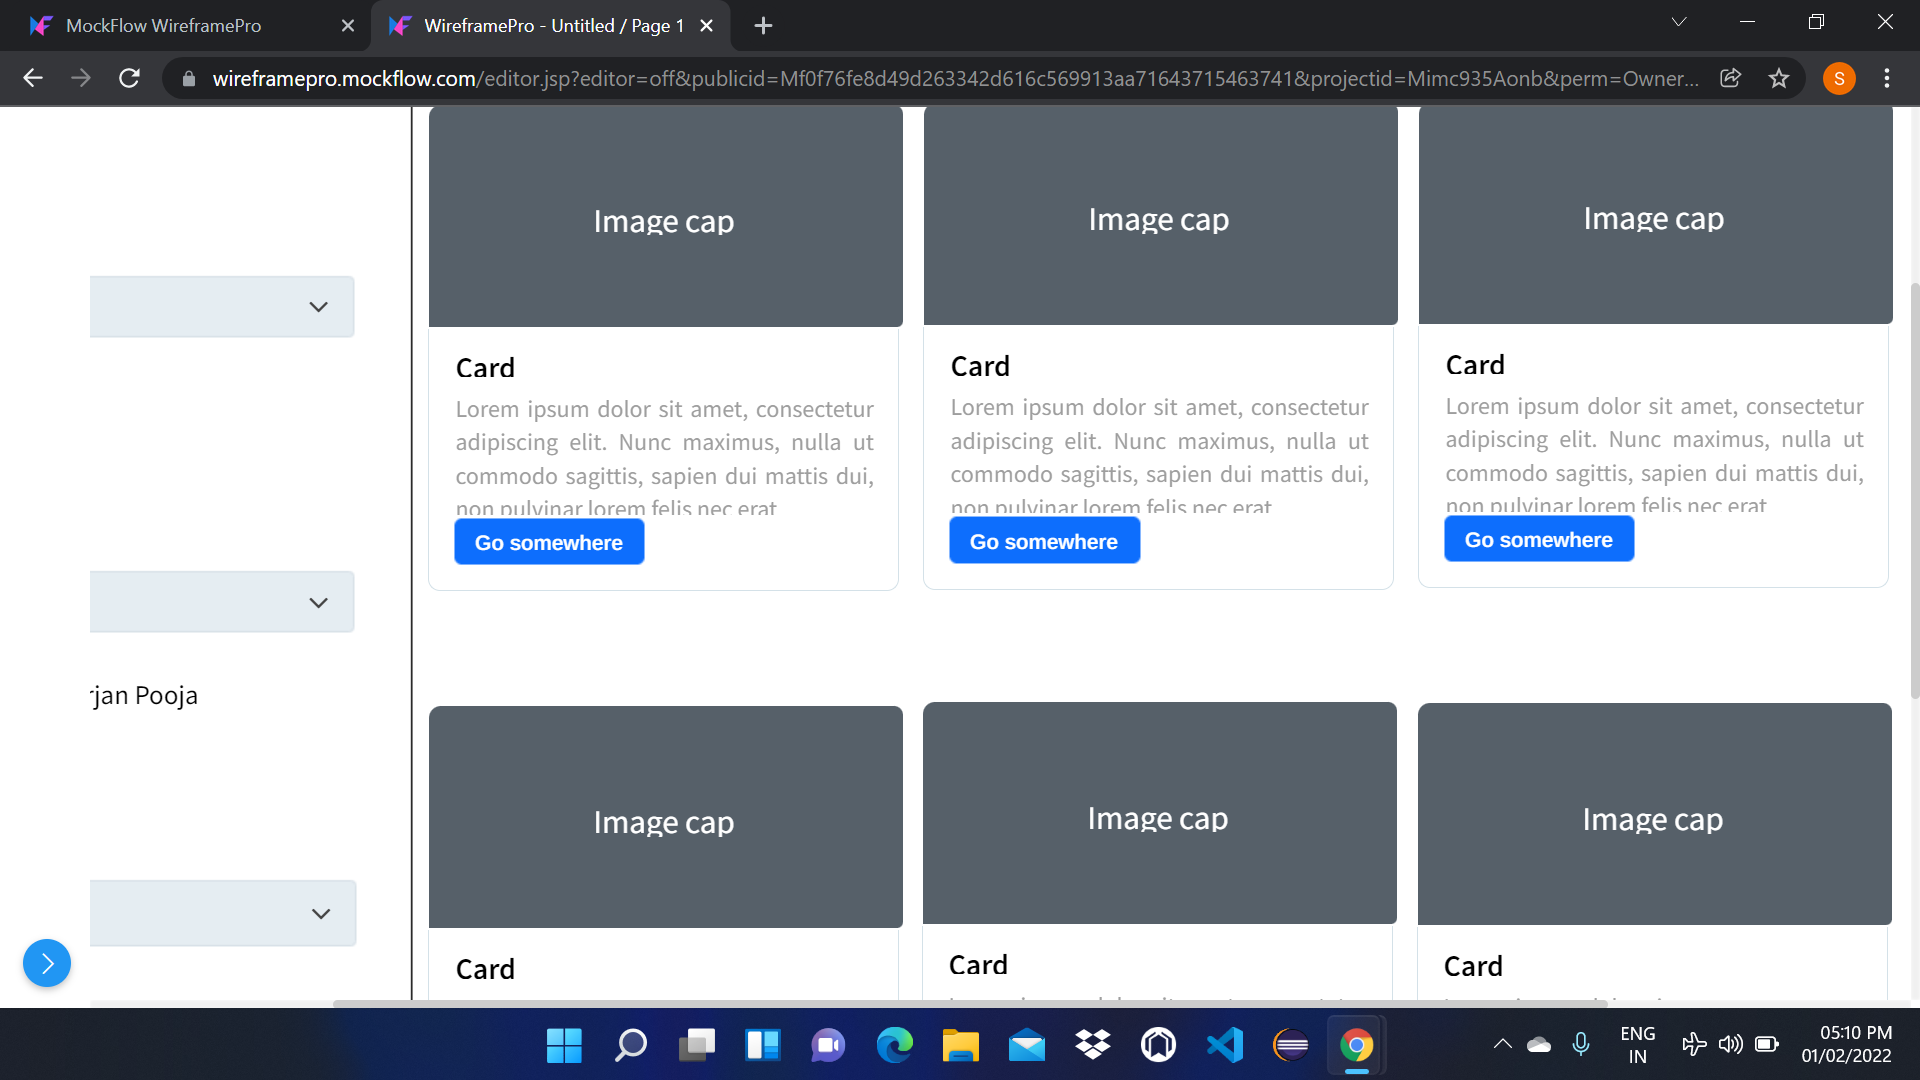 MockFlow WireframePro
WireframePro - Untitled / Page 1
wireframepro.mockflow.com/editor.jsp?editor=off&publicid=Mf0f76fe8d49d263342d616c569913aa71643715463741&projectid=Mimc935Aonb&perm=Owner...
S
Image cap
Image cap
Image cap
Card
Lorem ipsum dolor sit amet, consectetur
adipiscing elit. Nunc maximus, nulla ut
commodo sagittis, sapien dui mattis dui,
non pulvinar lorem felis nec erat
Go somewhere
Card
Lorem ipsum dolor sit amet, consectetur
adipiscing elit. Nunc maximus, nulla ut
commodo sagittis, sapien dui mattis dui,
non pulvinar lorem felis nec erat
Go somewhere
Card
Lorem ipsum dolor sit amet, consectetur
adipiscing elit. Nunc maximus, nulla ut
commodo sagittis, sapien dui mattis dui,
non pulvinar lorem felis nec erat
Go somewhere
rjan Pooja
Image cap
Image cap
Image cap
Card
Card
Card
ENG
IN
05:10 PM
01/02/2022